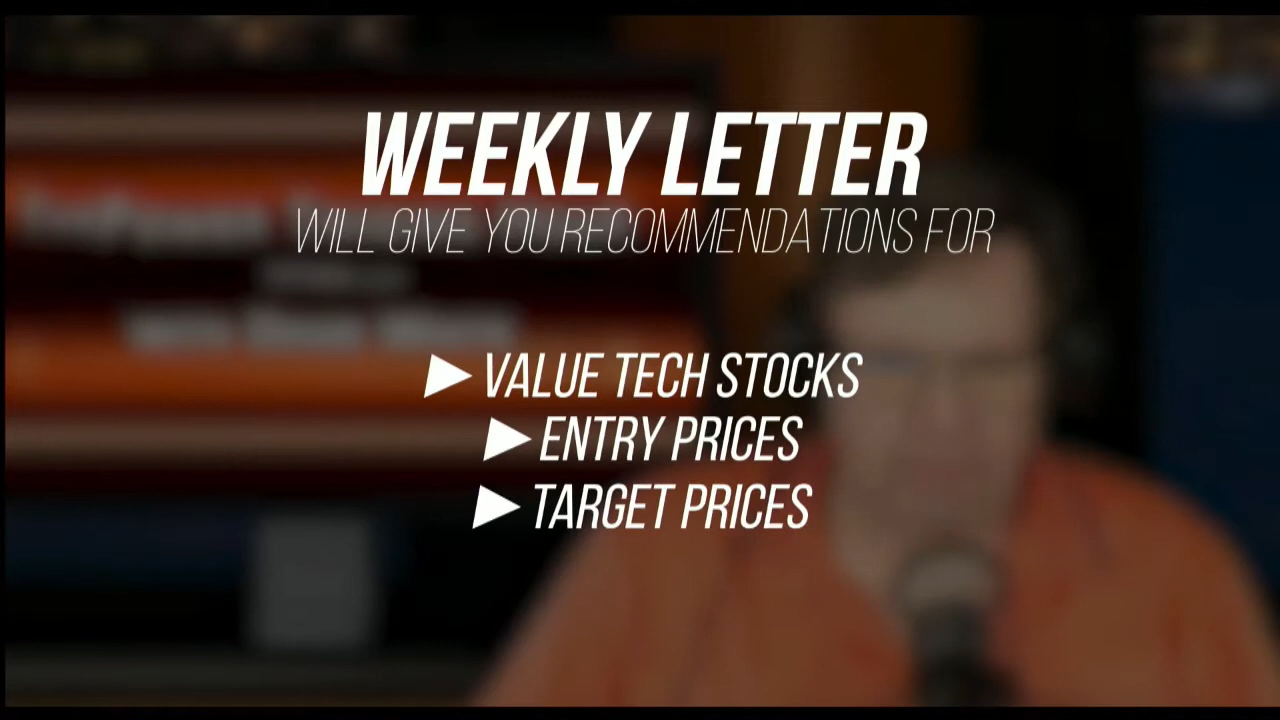 WEEKLY LETTER
WILL GIVE YOU RECOMMENDATIONS FOR
▶ VALUE TECH STOCKS
▶ ENTRY PRICES
▶ TARGET PRICES